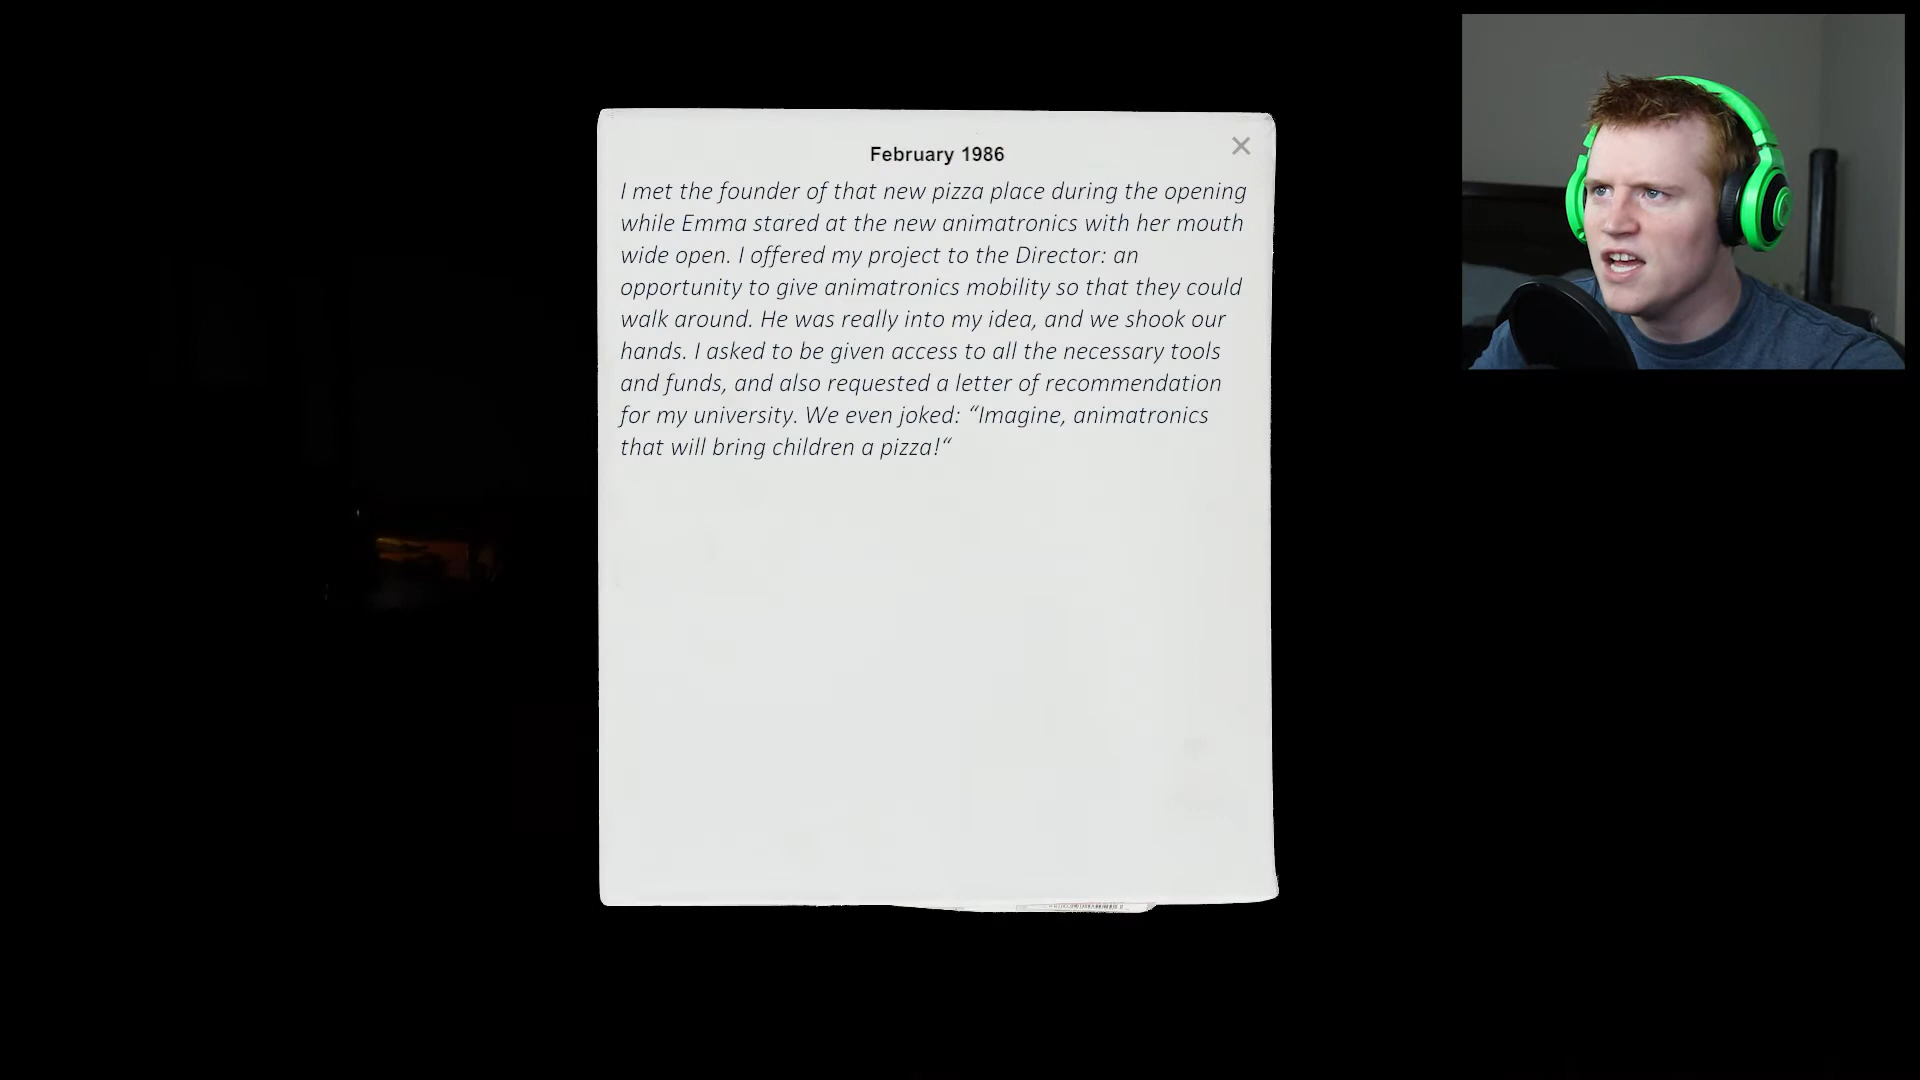 February 1986
I met the founder of that new pizza place during the opening
while Emma stared at the new animatronics with her mouth
wide open. I offered my project to the Director: an
opportunity to give animatronics mobility so that they could
walk around. He was really into my idea, and we shook our
hands. I asked to be given access to all the necessary tools
and funds, and also requested a letter of recommendation
for my university. We even joked: “Imagine, animatronics
that will bring children a pizza!“